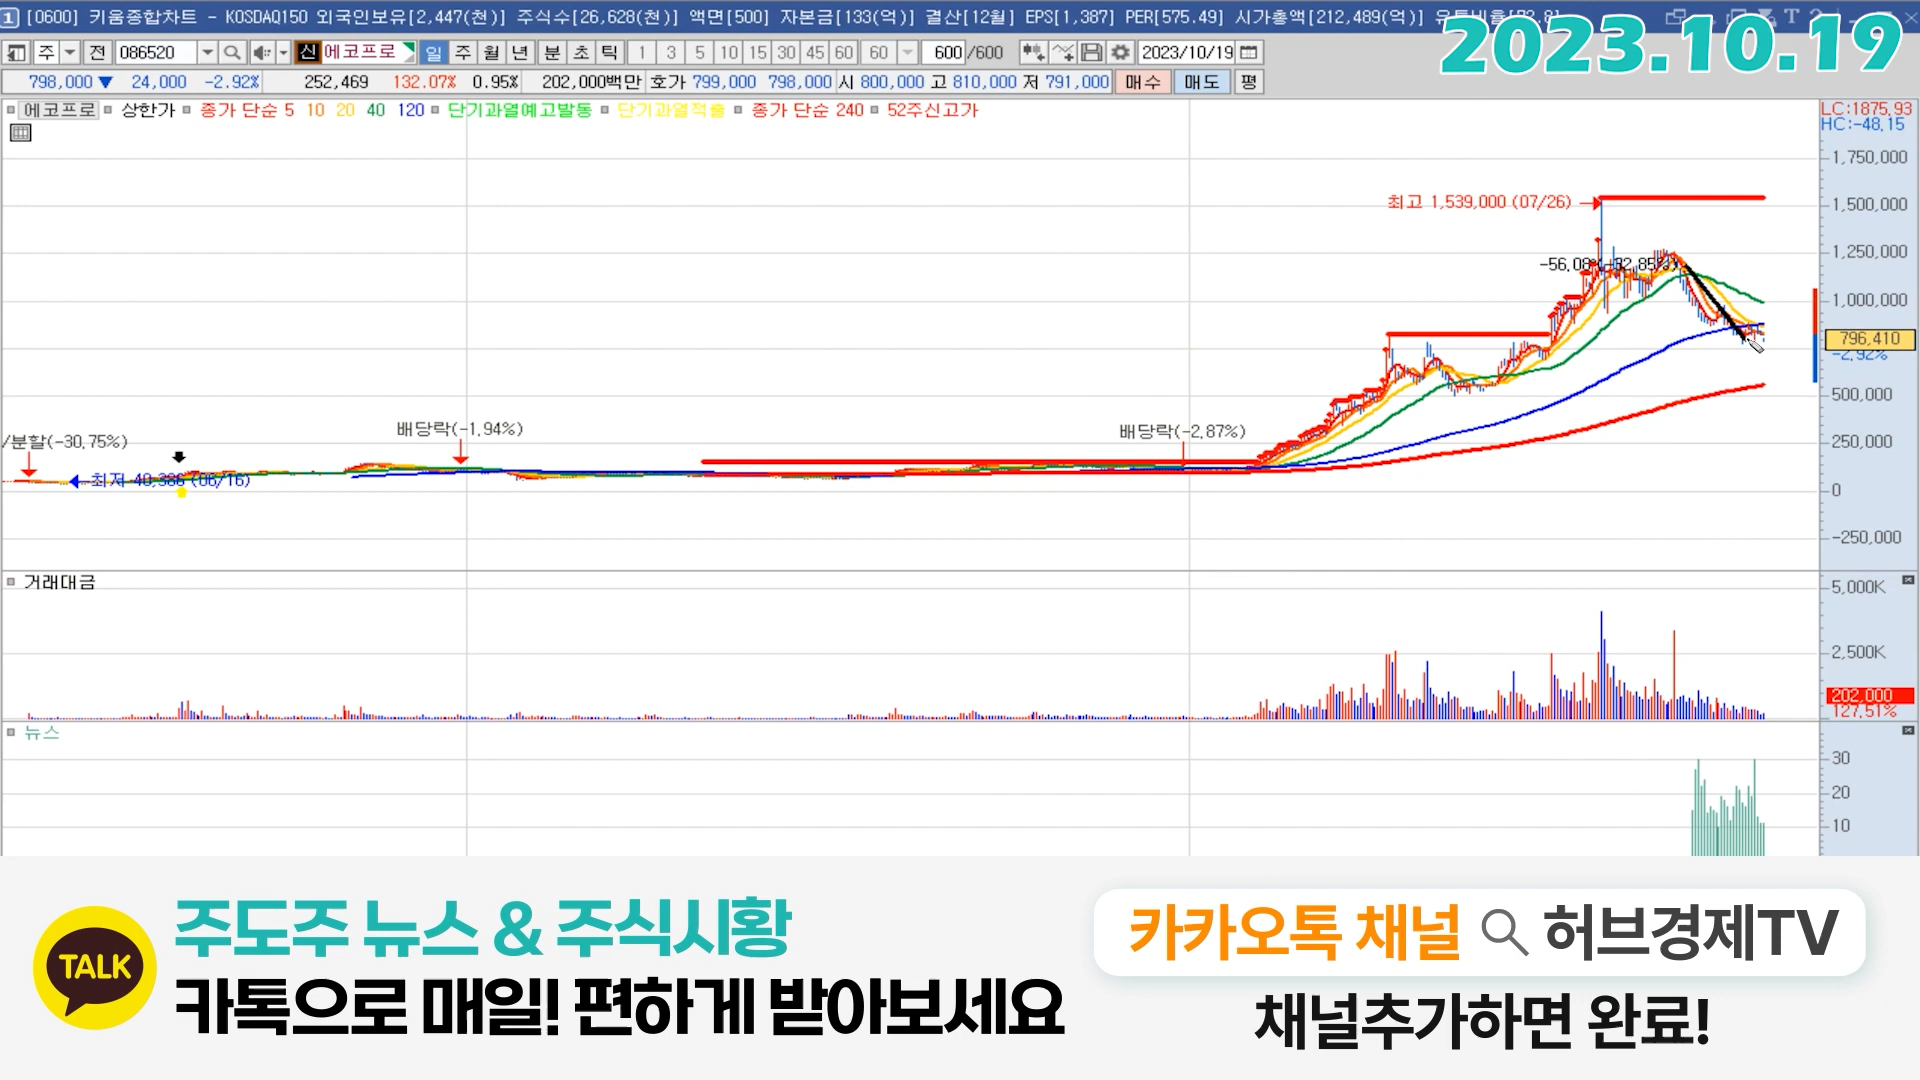 1 [0600] 키움종합차트 - KOSDAQ150 외국인보유[2,447(천)] 주식수[26,628(천)] 액면[500] 자본금[133(억)] 결산[12월] EPS[1,387] PER[575.49] 시가총액[212,489(억)]
2023.10.19
주 전 086520 신 에코프로 일 주 월 년 분 초 틱 1 3 5 10 15 30 45 60 60 600 /600 2023/10/19
798,000 ▼ 24,000 -2.92% 252,469 132.07% 0.95% 202,000백만 호가 799,000 798,000 시 800,000 고 810,000 저 791,000 매수 매도 평
에코프로 상한가 종가 단순 5 10 20 40 120 단기과열예고발동 단기과열적출 종가 단순 240 52주신고가
LC:1875.93
HC:-48.15
1,750,000
최고 1,539,000 (07/26)
1,500,000
1,250,000
1,000,000
796,410
-2.92%
500,000
배당락(-1.94%)
배당락(-2.87%)
/분할(-30.75%)
250,000
0
-250,000
거래대금
5,000K
2,500K
202,000
127.51%
뉴스
30
20
10
TALK
주도주 뉴스 & 주식시황
카톡으로 매일! 편하게 받아보세요
카카오톡 채널 허브경제TV
채널추가하면 완료!